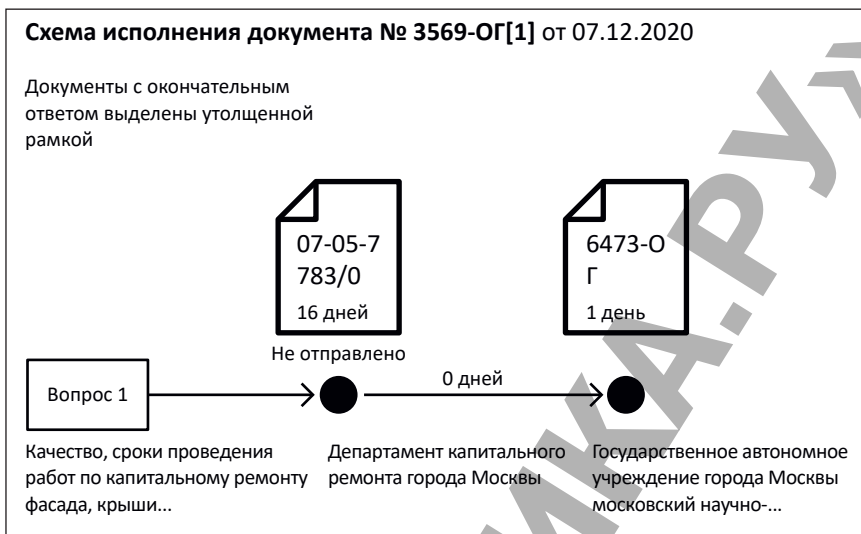 Схема исполнения документа № 3569-ОГ[1] от 07.12.2020
Документы с окончательным
ответом выделены утолщенной
рамкой
07-05-7
783/0
16 дней
Не отправлено
6473-О
Г
1 день
Вопрос 1
0 дней
Качество, сроки проведения
работ по капитальному ремонту
фасада, крыши...
Департамент капитального
ремонта города Москвы
Государственное автономное
учреждение города Москвы
московский научно-...
ИКА.РУ»